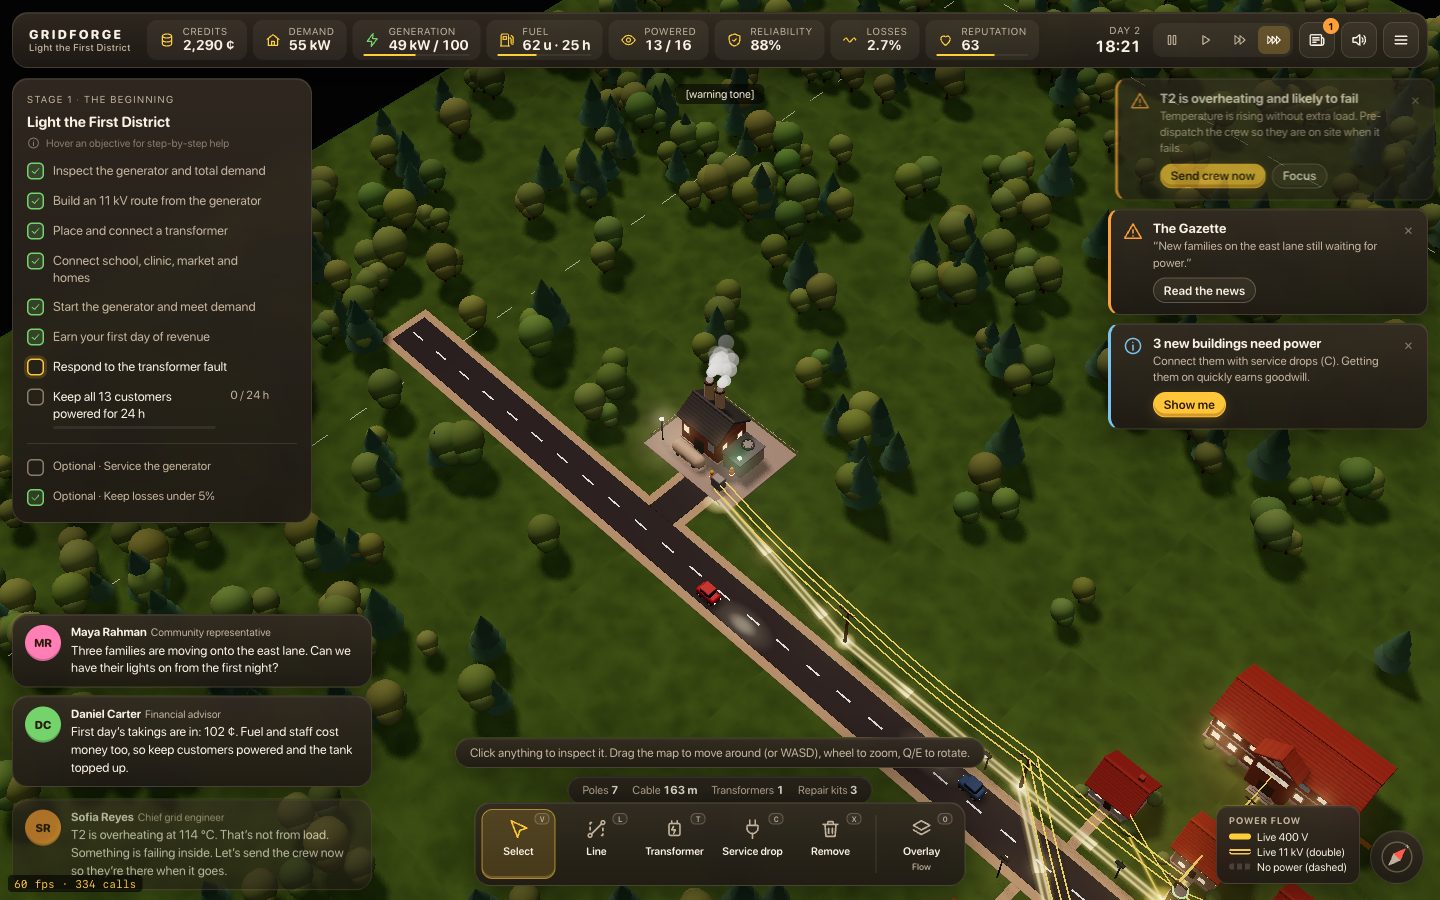 GRIDFORGE
Light the First District
CREDITS
2,290 ¢
DEMAND
55 kW
GENERATION
49 kW / 100
FUEL
62 u · 25 h
POWERED
13 / 16
RELIABILITY
88%
LOSSES
2.7%
REPUTATION
63
DAY 2
18:21
1
STAGE 1 · THE BEGINNING
Light the First District
Hover an objective for step-by-step help
Inspect the generator and total demand
Build an 11 kV route from the generator
Place and connect a transformer
Connect school, clinic, market and
homes
Start the generator and meet demand
Earn your first day of revenue
Respond to the transformer fault
Keep all 13 customers
powered for 24 h
0 / 24 h
Optional · Service the generator
Optional · Keep losses under 5%
[warning tone]
T2 is overheating and likely to fail
Temperature is rising without extra load. Pre-
dispatch the crew so they are on site when it
fails.
Send crew now
Focus
The Gazette
“New families on the east lane still waiting for
power.”
Read the news
3 new buildings need power
Connect them with service drops (C). Getting
them on quickly earns goodwill.
Show me
MR
Maya Rahman Community representative
Three families are moving onto the east lane. Can we
have their lights on from the first night?
DC
Daniel Carter Financial advisor
First day’s takings are in: 102 ¢. Fuel and staff cost
money too, so keep customers powered and the tank
topped up.
SR
Sofia Reyes Chief grid engineer
T2 is overheating at 114 °C. That’s not from load.
Something is failing inside. Let’s send the crew now
so they’re there when it goes.
60 fps · 334 calls
Click anything to inspect it. Drag the map to move around (or WASD), wheel to zoom, Q/E to rotate.
Poles 7 Cable 163 m Transformers 1 Repair kits 3
V
Select
L
Line
T
Transformer
C
Service drop
X
Remove
O
Overlay
Flow
POWER FLOW
Live 400 V
Live 11 kV (double)
No power (dashed)